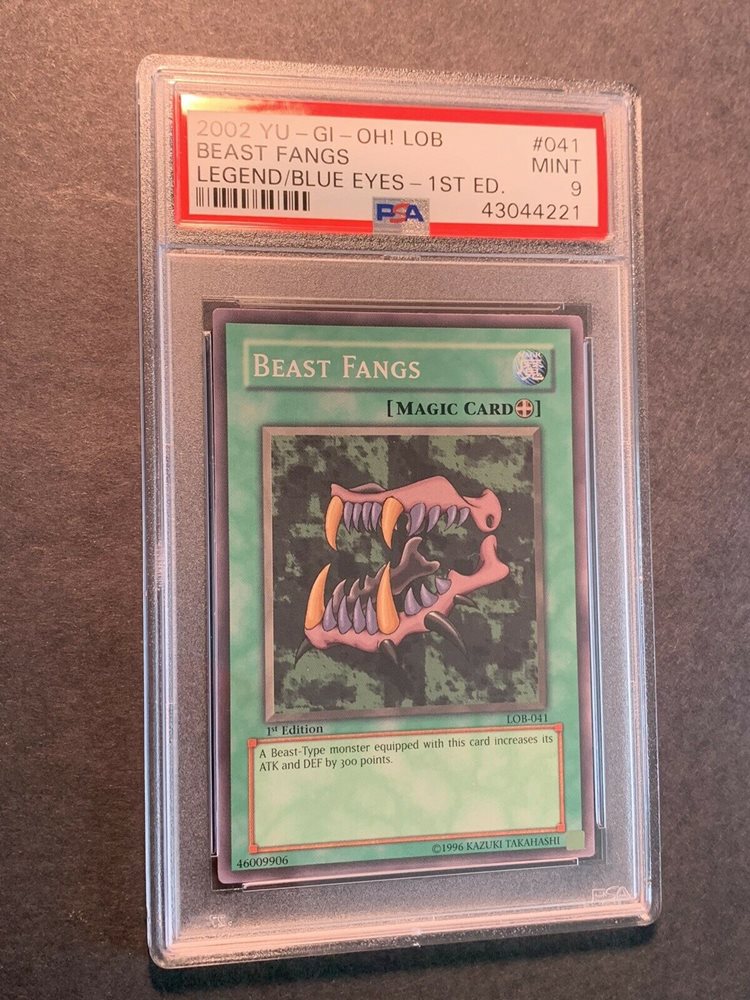 2002 YU-GI-OH! LOB #041
BEAST FANGS MINT
LEGEND/BLUE EYES-1ST ED. 9
PSA 43044221
BEAST FANGS
[MAGIC CARD]
LOB-041
1st Edition
A Beast-Type monster equipped with this card increases its
ATK and DEF by 300 points.
46009906 ©1996 KAZUKI TAKAHASHI
PSA